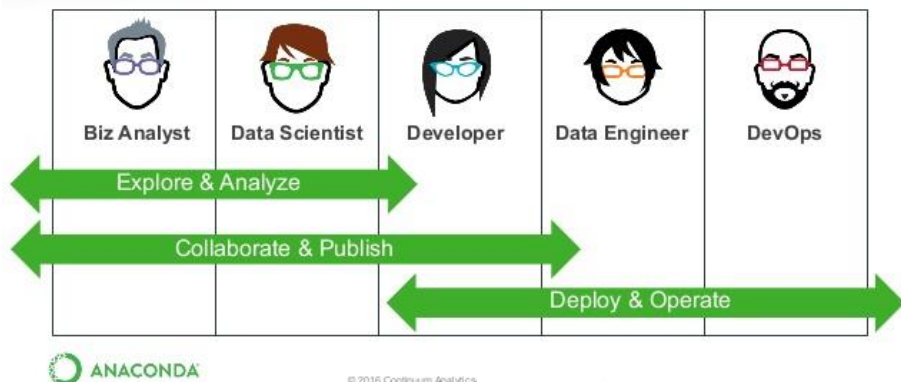 Biz Analyst
Data Scientist
Developer
Data Engineer
DevOps
Explore & Analyze
Collaborate & Publish
Deploy & Operate
ANACONDA
© 2016 Continuum Analytics